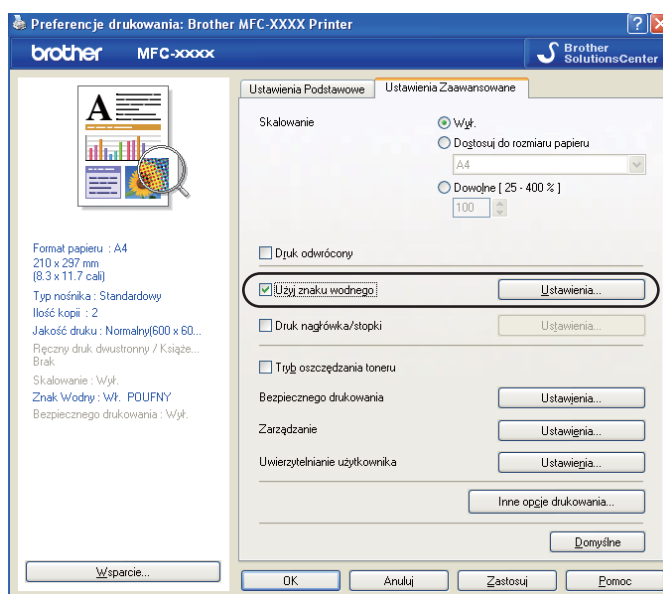 Preferencje drukowania: Brother MFC-XXXX Printer
brother MFC-xxxx
Brother
SolutionsCenter
Ustawienia Podstawowe
Ustawienia Zaawansowane
A
Format papieru : A4
210 x 297 mm
(8.3 x 11.7 cali)
Typ nośnika : Standardowy
Ilość kopii : 2
Jakość druku : Normalny(600 x 60...
Ręczny druk dwustronny / Książe...
Brak
Skalowanie : Wył.
Znak Wodny : Wł. POUFNY
Bezpiecznego drukowania : Wył.
Wsparcie...
Skalowanie
Wył.
Dostosuj do rozmiaru papieru
A4
Dowolne [ 25 - 400 % ]
100
Druk odwrócony
Użyj znaku wodnego
Ustawienia...
Druk nagłówka/stopki
Ustawienia...
Tryb oszczędzania toneru
Bezpiecznego drukowania
Ustawienia...
Zarządzanie
Ustawienia...
Uwierzytelnianie użytkownika
Ustawienia...
Inne opcje drukowania...
Domyślne
OK
Anuluj
Zastosuj
Pomoc